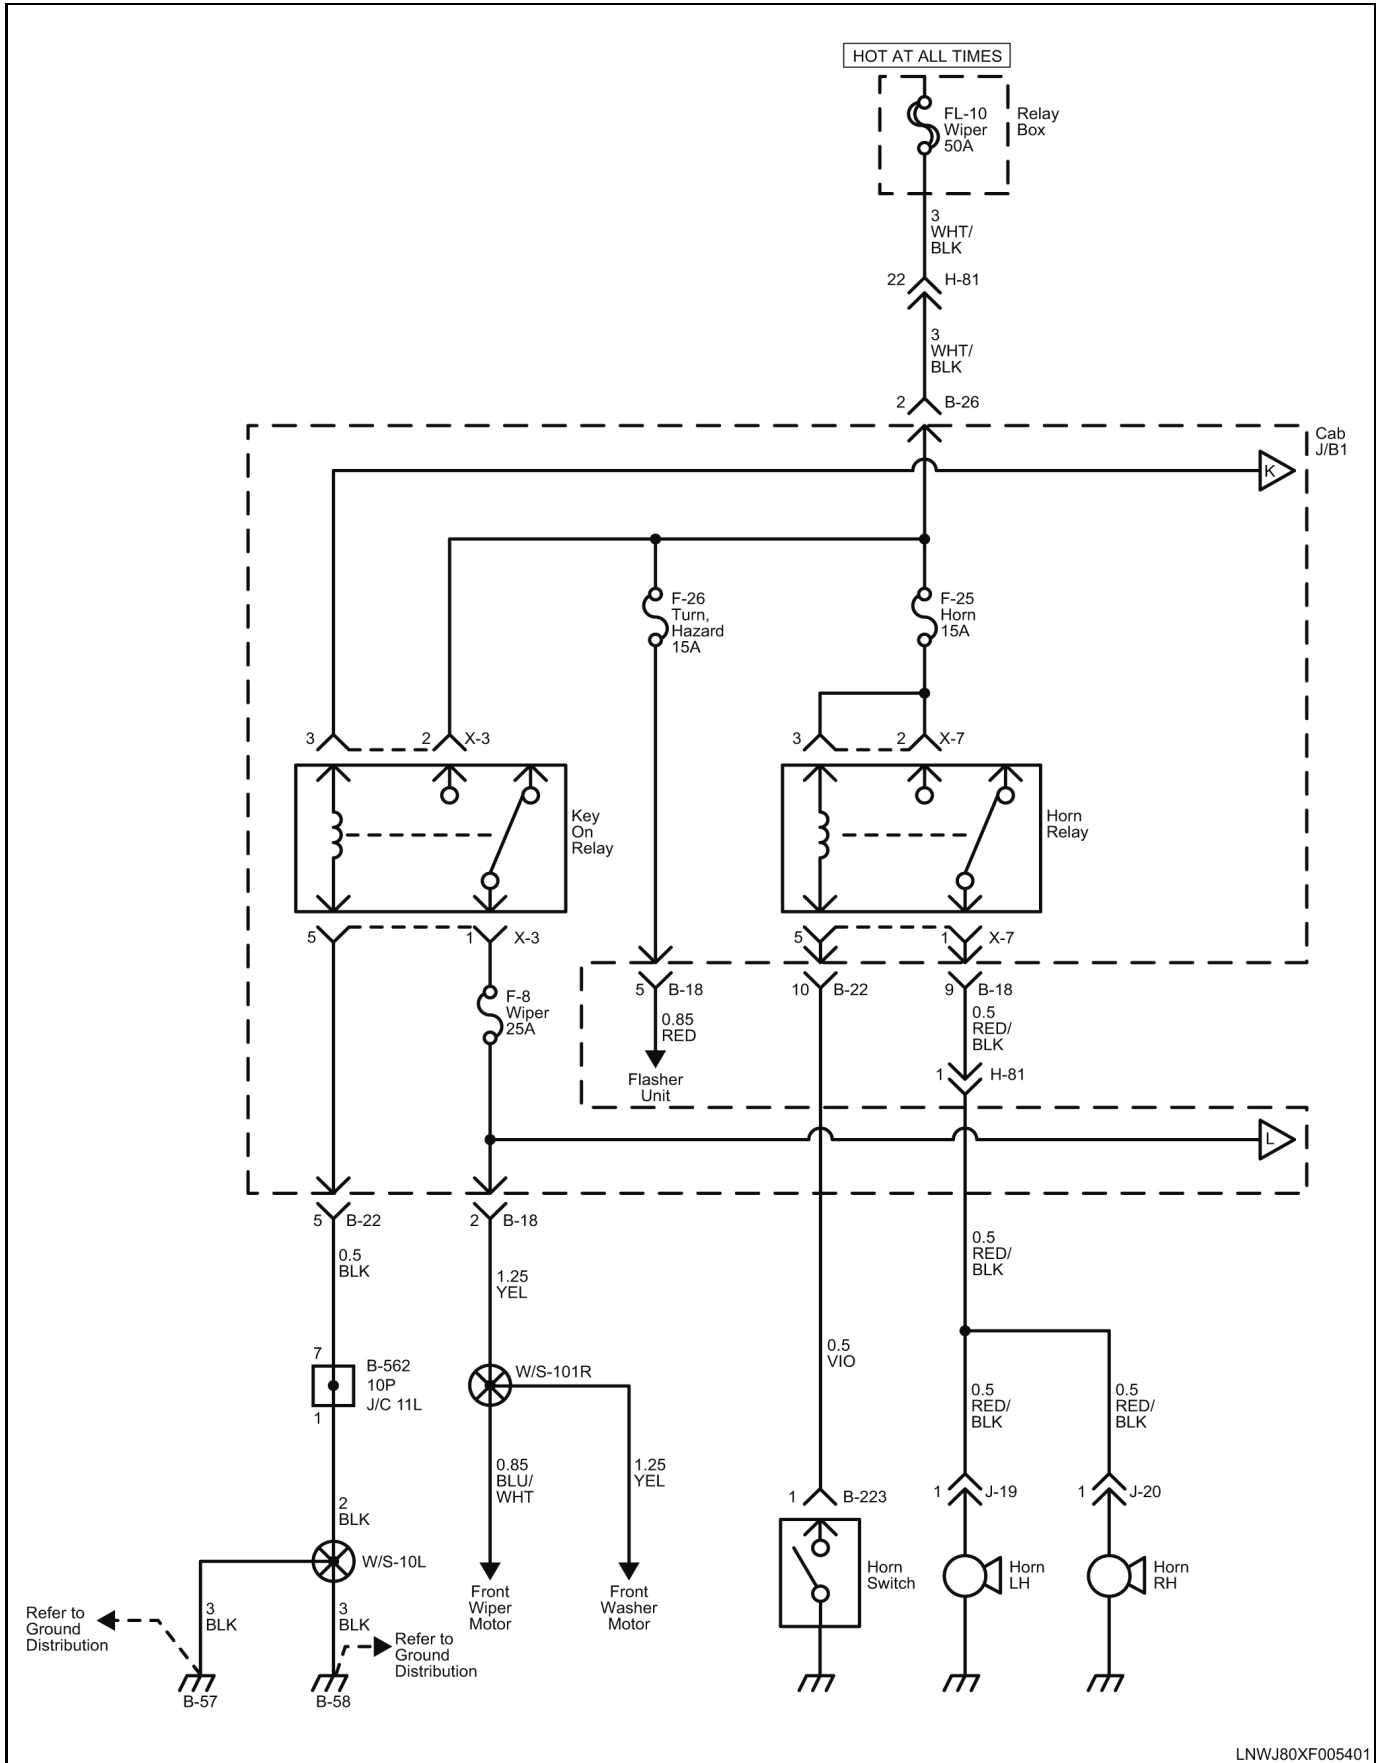 HOT AT ALL TIMES
FL-10
Wiper
50A
Relay
Box
3
WHT/
BLK
22
H-81
3
WHT/
BLK
2
B-26
Cab
J/B1
K
F-26
Turn,
Hazard
15A
F-25
Horn
15A
3
2
X-3
3
2
X-7
Key
On
Relay
Horn
Relay
5
1
X-3
5
1
X-7
F-8
Wiper
25A
5
B-18
10
B-22
9
B-18
0.85
RED
0.5
RED/
BLK
Flasher
Unit
1
H-81
L
5
B-22
2
B-18
0.5
BLK
1.25
YEL
0.5
RED/
BLK
7
B-562
10P
J/C 11L
1
W/S-101R
0.5
VIO
0.5
RED/
BLK
0.5
RED/
BLK
0.85
BLU/
WHT
1.25
YEL
2
BLK
1
B-223
1
J-19
1
J-20
W/S-10L
Horn
Switch
Horn
LH
Horn
RH
Front
Wiper
Motor
Front
Washer
Motor
Refer to
Ground
Distribution
3
BLK
3
BLK
Refer to
Ground
Distribution
B-57
B-58
LNWJ80XF005401